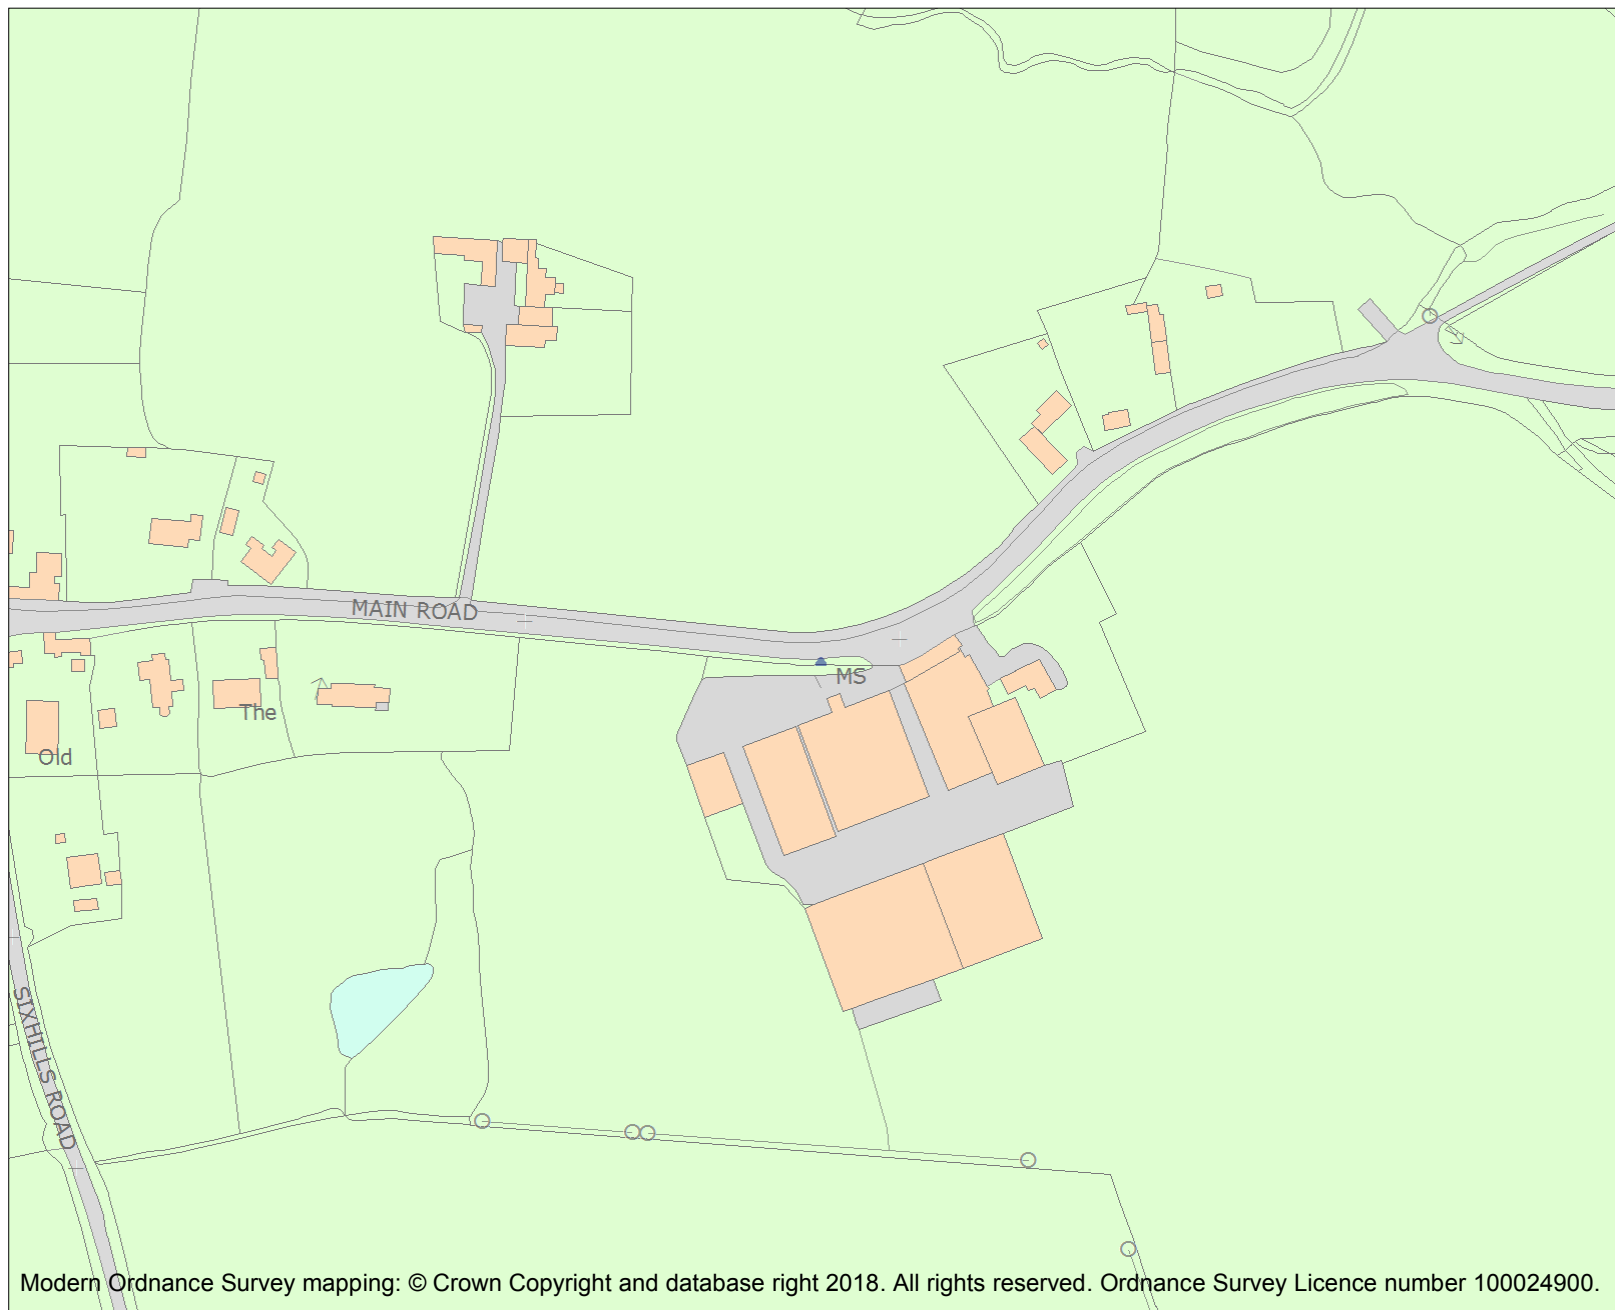 MAIN ROAD
MS
The
Old
SIXHILLS ROAD
Modern Ordnance Survey mapping: © Crown Copyright and database right 2018. All rights reserved. Ordnance Survey Licence number 100024900.